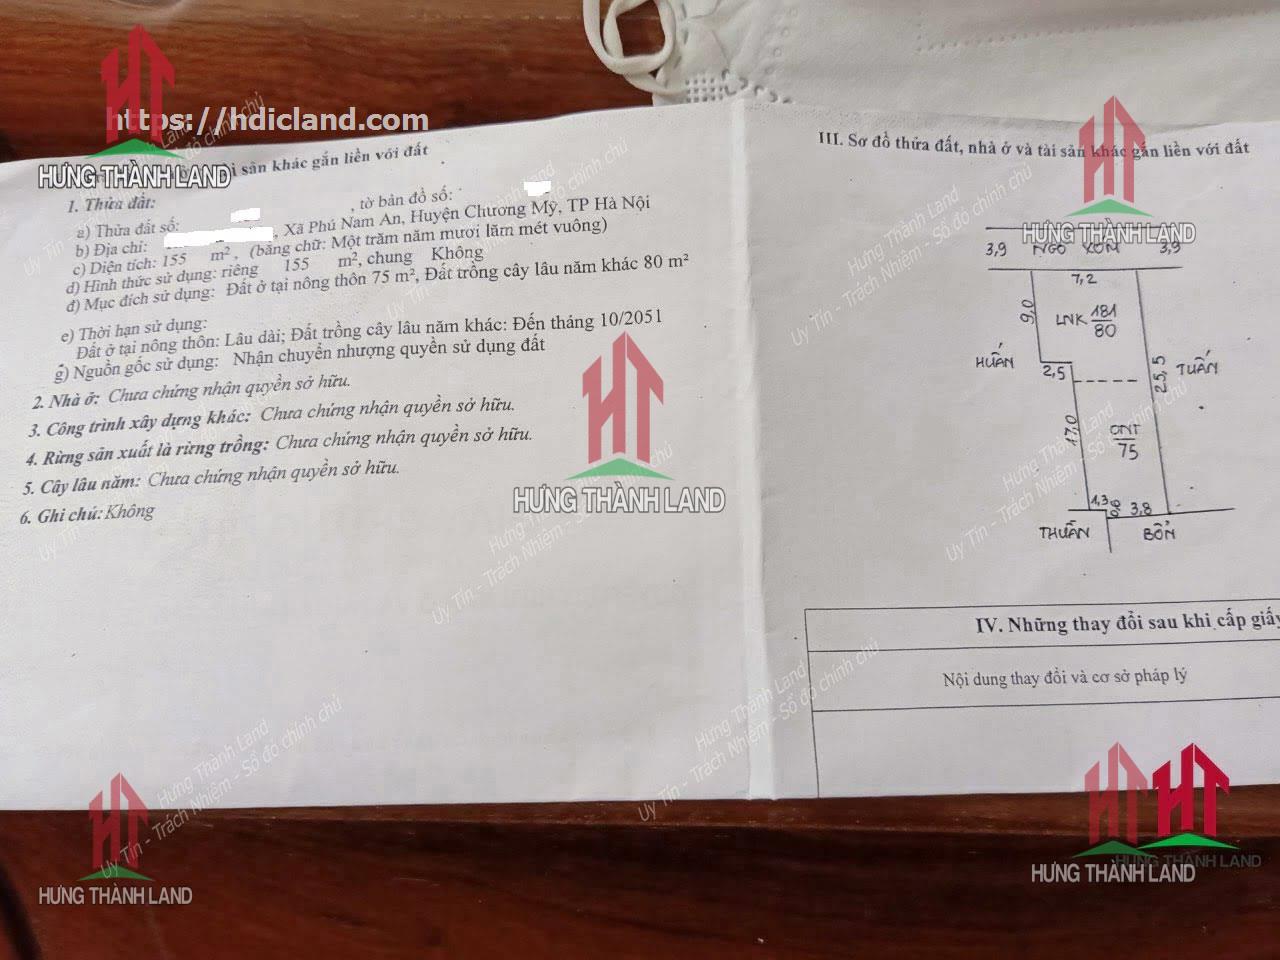 https://hdicland.com
HƯNG THÀNH LAND
sản khác gắn liền với đất
1. Thửa đất:
a) Thửa đất số: , tờ bản đồ số:
b) Địa chỉ: , Xã Phú Nam An, Huyện Chương Mỹ, TP Hà Nội
c) Diện tích: 155 m², (bằng chữ: Một trăm năm mươi lăm mét vuông)
d) Hình thức sử dụng: riêng 155 m², chung Không
đ) Mục đích sử dụng: Đất ở tại nông thôn 75 m², Đất trồng cây lâu năm khác 80 m²
e) Thời hạn sử dụng:
Đất ở tại nông thôn: Lâu dài; Đất trồng cây lâu năm khác: Đến tháng 10/2051
g) Nguồn gốc sử dụng: Nhận chuyển nhượng quyền sử dụng đất
2. Nhà ở: Chưa chứng nhận quyền sở hữu.
3. Công trình xây dựng khác: Chưa chứng nhận quyền sở hữu.
4. Rừng sản xuất là rừng trồng: Chưa chứng nhận quyền sở hữu.
5. Cây lâu năm: Chưa chứng nhận quyền sở hữu.
6. Ghi chú: Không
HƯNG THÀNH LAND
HƯNG THÀNH LAND
III. Sơ đồ thửa đất, nhà ở và tài sản khác gắn liền với đất
HƯNG THÀNH LAND
3,9 NGÕ XÓM 3,9
7,2
9,0 LNK 181
80
HUẤN 2,5 25,5 TUẤN
17,0 ONT
75
1,3 0,8 3,8
THUẤN BỔN
IV. Những thay đổi sau khi cấp giấy
Nội dung thay đổi và cơ sở pháp lý
HƯNG THÀNH LAND
HƯNG THÀNH LAND
Hưng Thành Land
Uy Tín - Trách Nhiệm - Sổ đỏ chính chủ